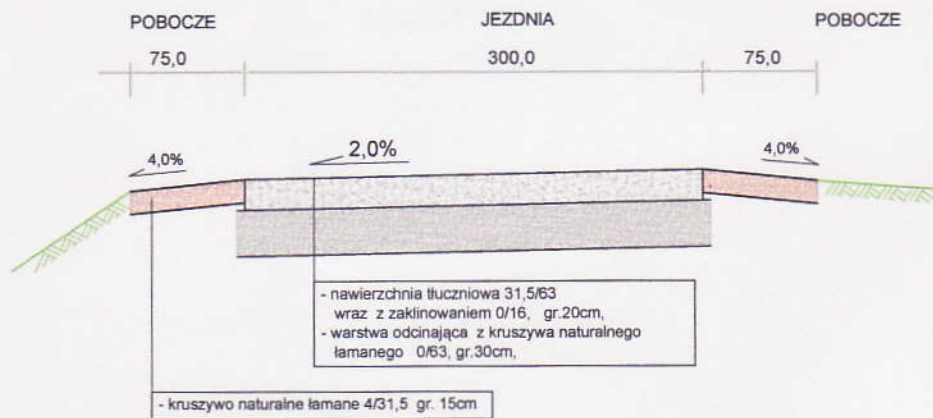 POBOCZE JEZDNIA POBOCZE
75,0 300,0 75,0
4,0% 2,0% 4,0%
- nawierzchnia tłuczniowa 31,5/63
wraz z zaklinowaniem 0/16, gr.20cm,
- warstwa odcinająca z kruszywa naturalnego
łamanego 0/63, gr.30cm,
- kruszywo naturalne łamane 4/31,5 gr. 15cm